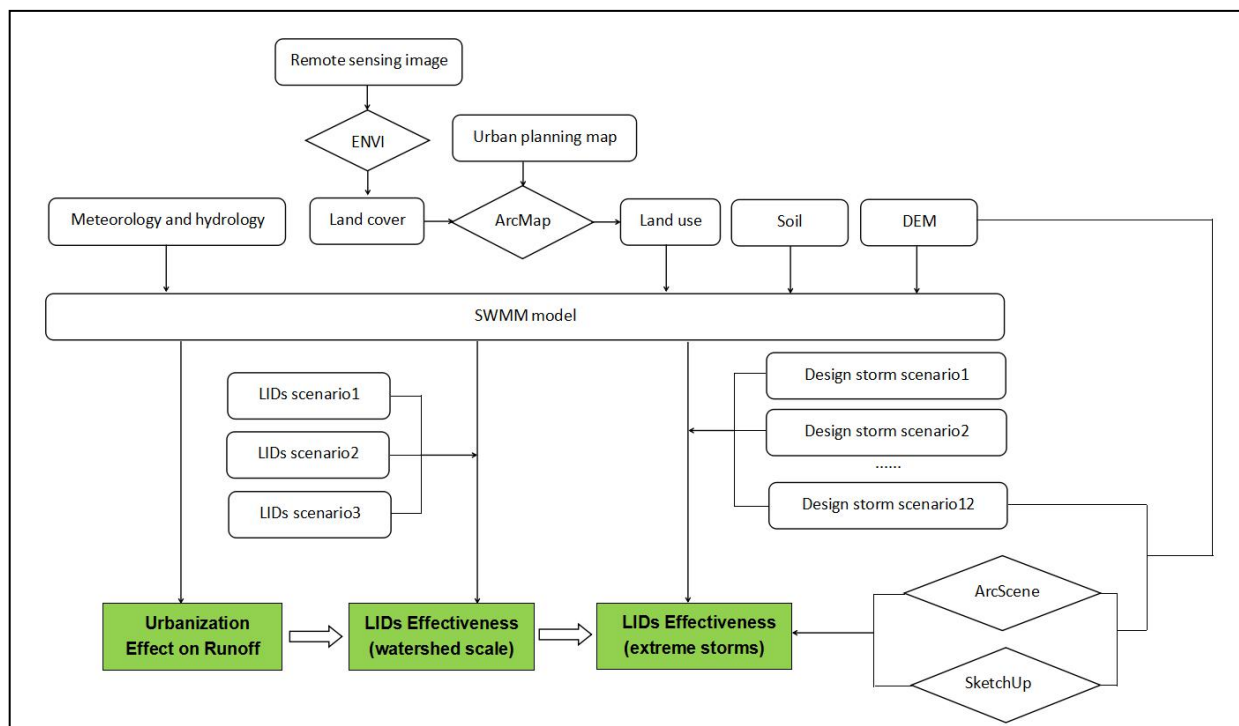 Remote sensing image
ENVI
Urban planning map
Meteorology and hydrology
Land cover
ArcMap
Land use
Soil
DEM
SWMM model
LIDs scenario1
LIDs scenario2
LIDs scenario3
Design storm scenario1
Design storm scenario2
......
Design storm scenario12
ArcScene
SketchUp
Urbanization
Effect on Runoff
LIDs Effectiveness
(watershed scale)
LIDs Effectiveness
(extreme storms)